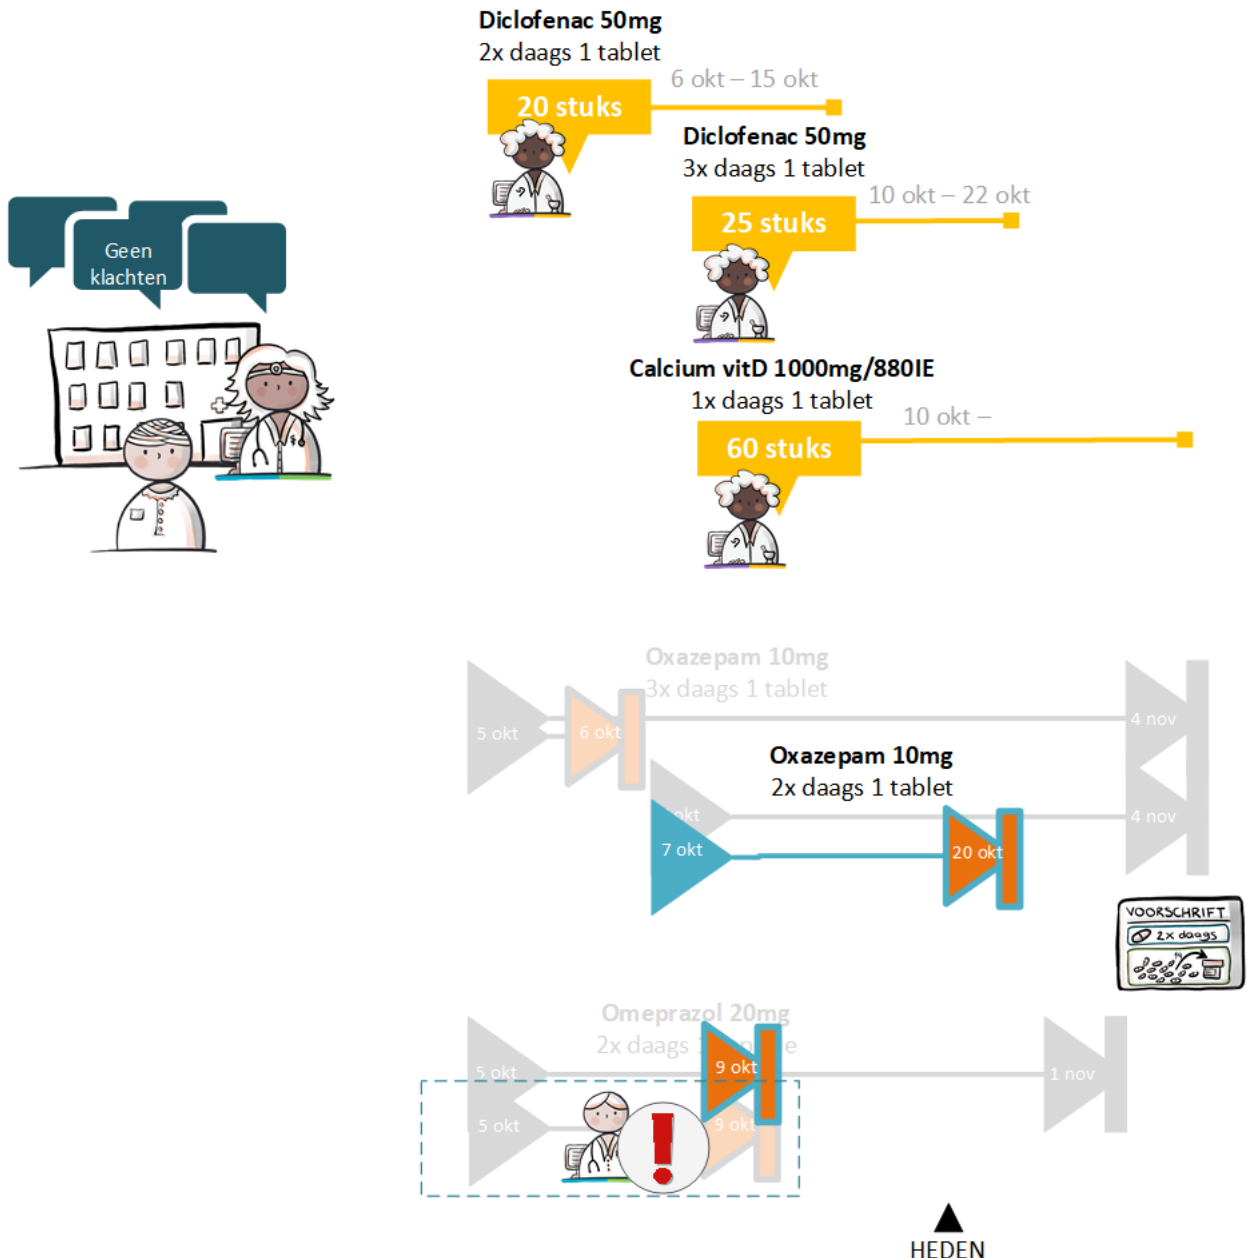 Diclofenac 50mg
2x daags 1 tablet
6 okt – 15 okt
20 stuks
Diclofenac 50mg
3x daags 1 tablet
10 okt – 22 okt
25 stuks
Geen
klachten
Calcium vitD 1000mg/880IE
1x daags 1 tablet
10 okt –
60 stuks
Oxazepam 10mg
3x daags 1 tablet
5 okt
6 okt
4 nov
Oxazepam 10mg
2x daags 1 tablet
okt
4 nov
7 okt
20 okt
VOORSCHRIFT
2x daags
Omeprazol 20mg
2x daags 1
5 okt
9 okt
1 nov
5 okt
9 okt
HEDEN